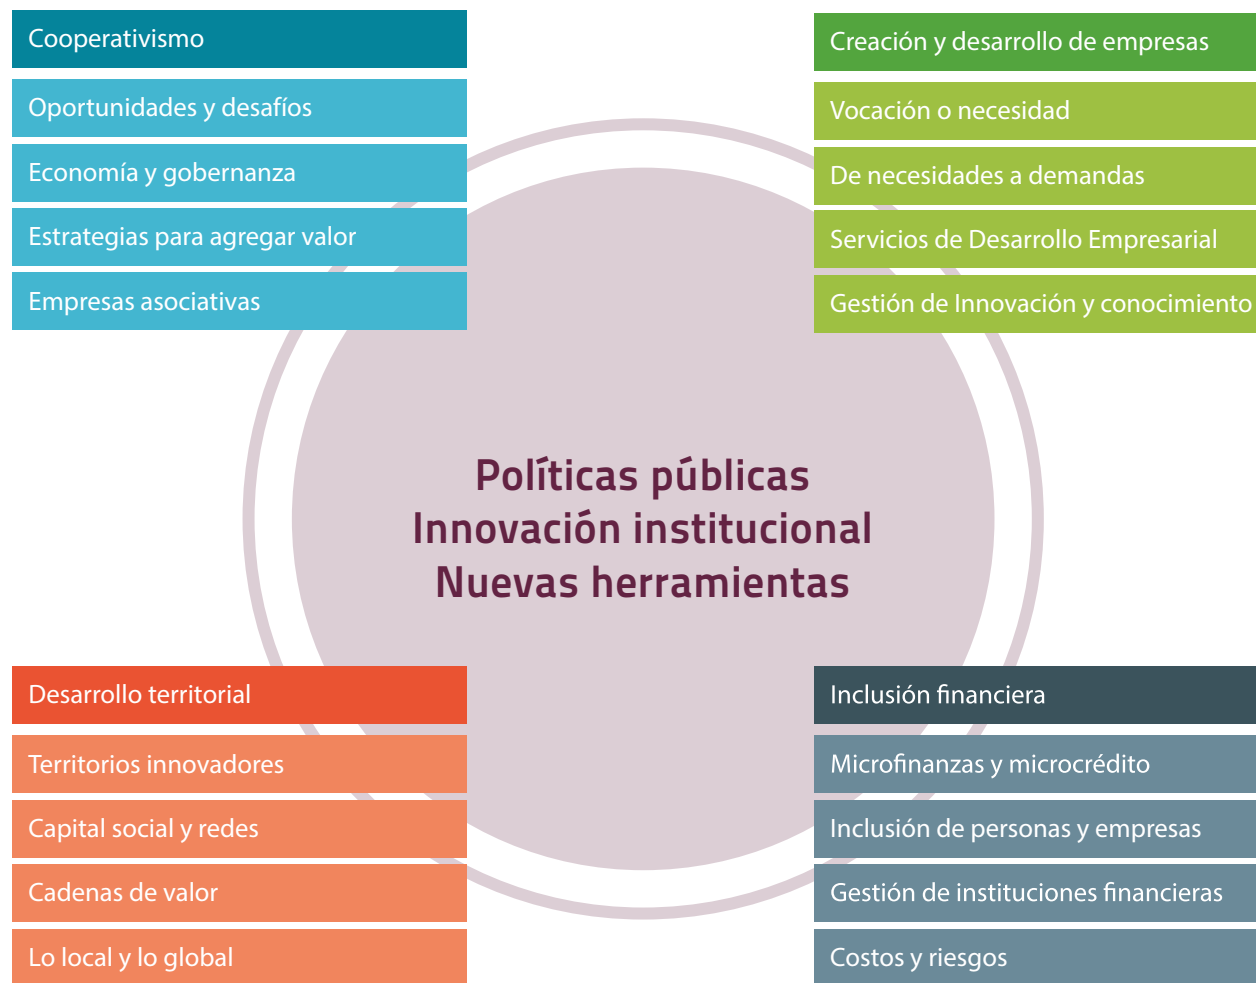 Cooperativismo
Oportunidades y desafíos
Economía y gobernanza
Estrategias para agregar valor
Empresas asociativas
Creación y desarrollo de empresas
Vocación o necesidad
De necesidades a demandas
Servicios de Desarrollo Empresarial
Gestión de Innovación y conocimiento
Políticas públicas
Innovación institucional
Nuevas herramientas
Desarrollo territorial
Territorios innovadores
Capital social y redes
Cadenas de valor
Lo local y lo global
Inclusión financiera
Microfinanzas y microcrédito
Inclusión de personas y empresas
Gestión de instituciones financieras
Costos y riesgos